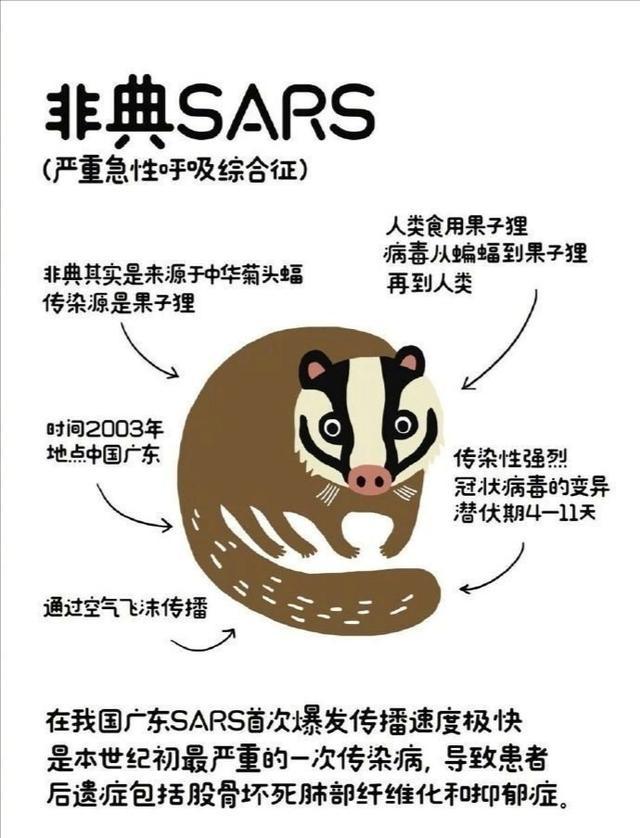 非典SARS
(严重急性呼吸综合征)
人类食用果子狸
病毒从蝙蝠到果子狸
再到人类
非典其实是来源于中华菊头蝠
传染源是果子狸
时间2003年
地点中国广东
传染性强烈
冠状病毒的变异
潜伏期4—11天
通过空气飞沫传播
在我国广东SARS首次爆发传播速度极快
是本世纪初最严重的一次传染病，导致患者
后遗症包括股骨坏死肺部纤维化和抑郁症。